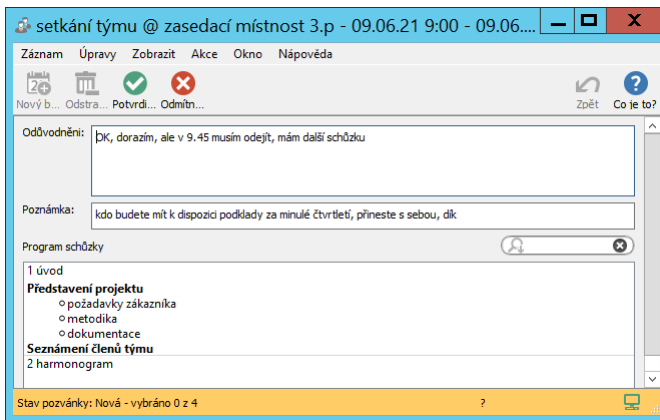 setkání týmu @ zasedací místnost 3.p - 09.06.21 9:00 - 09.06....
Záznam Úpravy Zobrazit Akce Okno Nápověda
Nový b... Odstra... Potvrdi... Odmítn... Zpět Co je to?
Odůvodnění: OK, dorazím, ale v 9.45 musím odejít, mám další schůzku
Poznámka: kdo budete mít k dispozici podklady za minulé čtvrtletí, přineste s sebou, dík
Program schůzky
1 úvod
Představení projektu
požadavky zákazníka
metodika
dokumentace
Seznámení členů týmu
2 harmonogram
Stav pozvánky: Nová - vybráno 0 z 4 ?